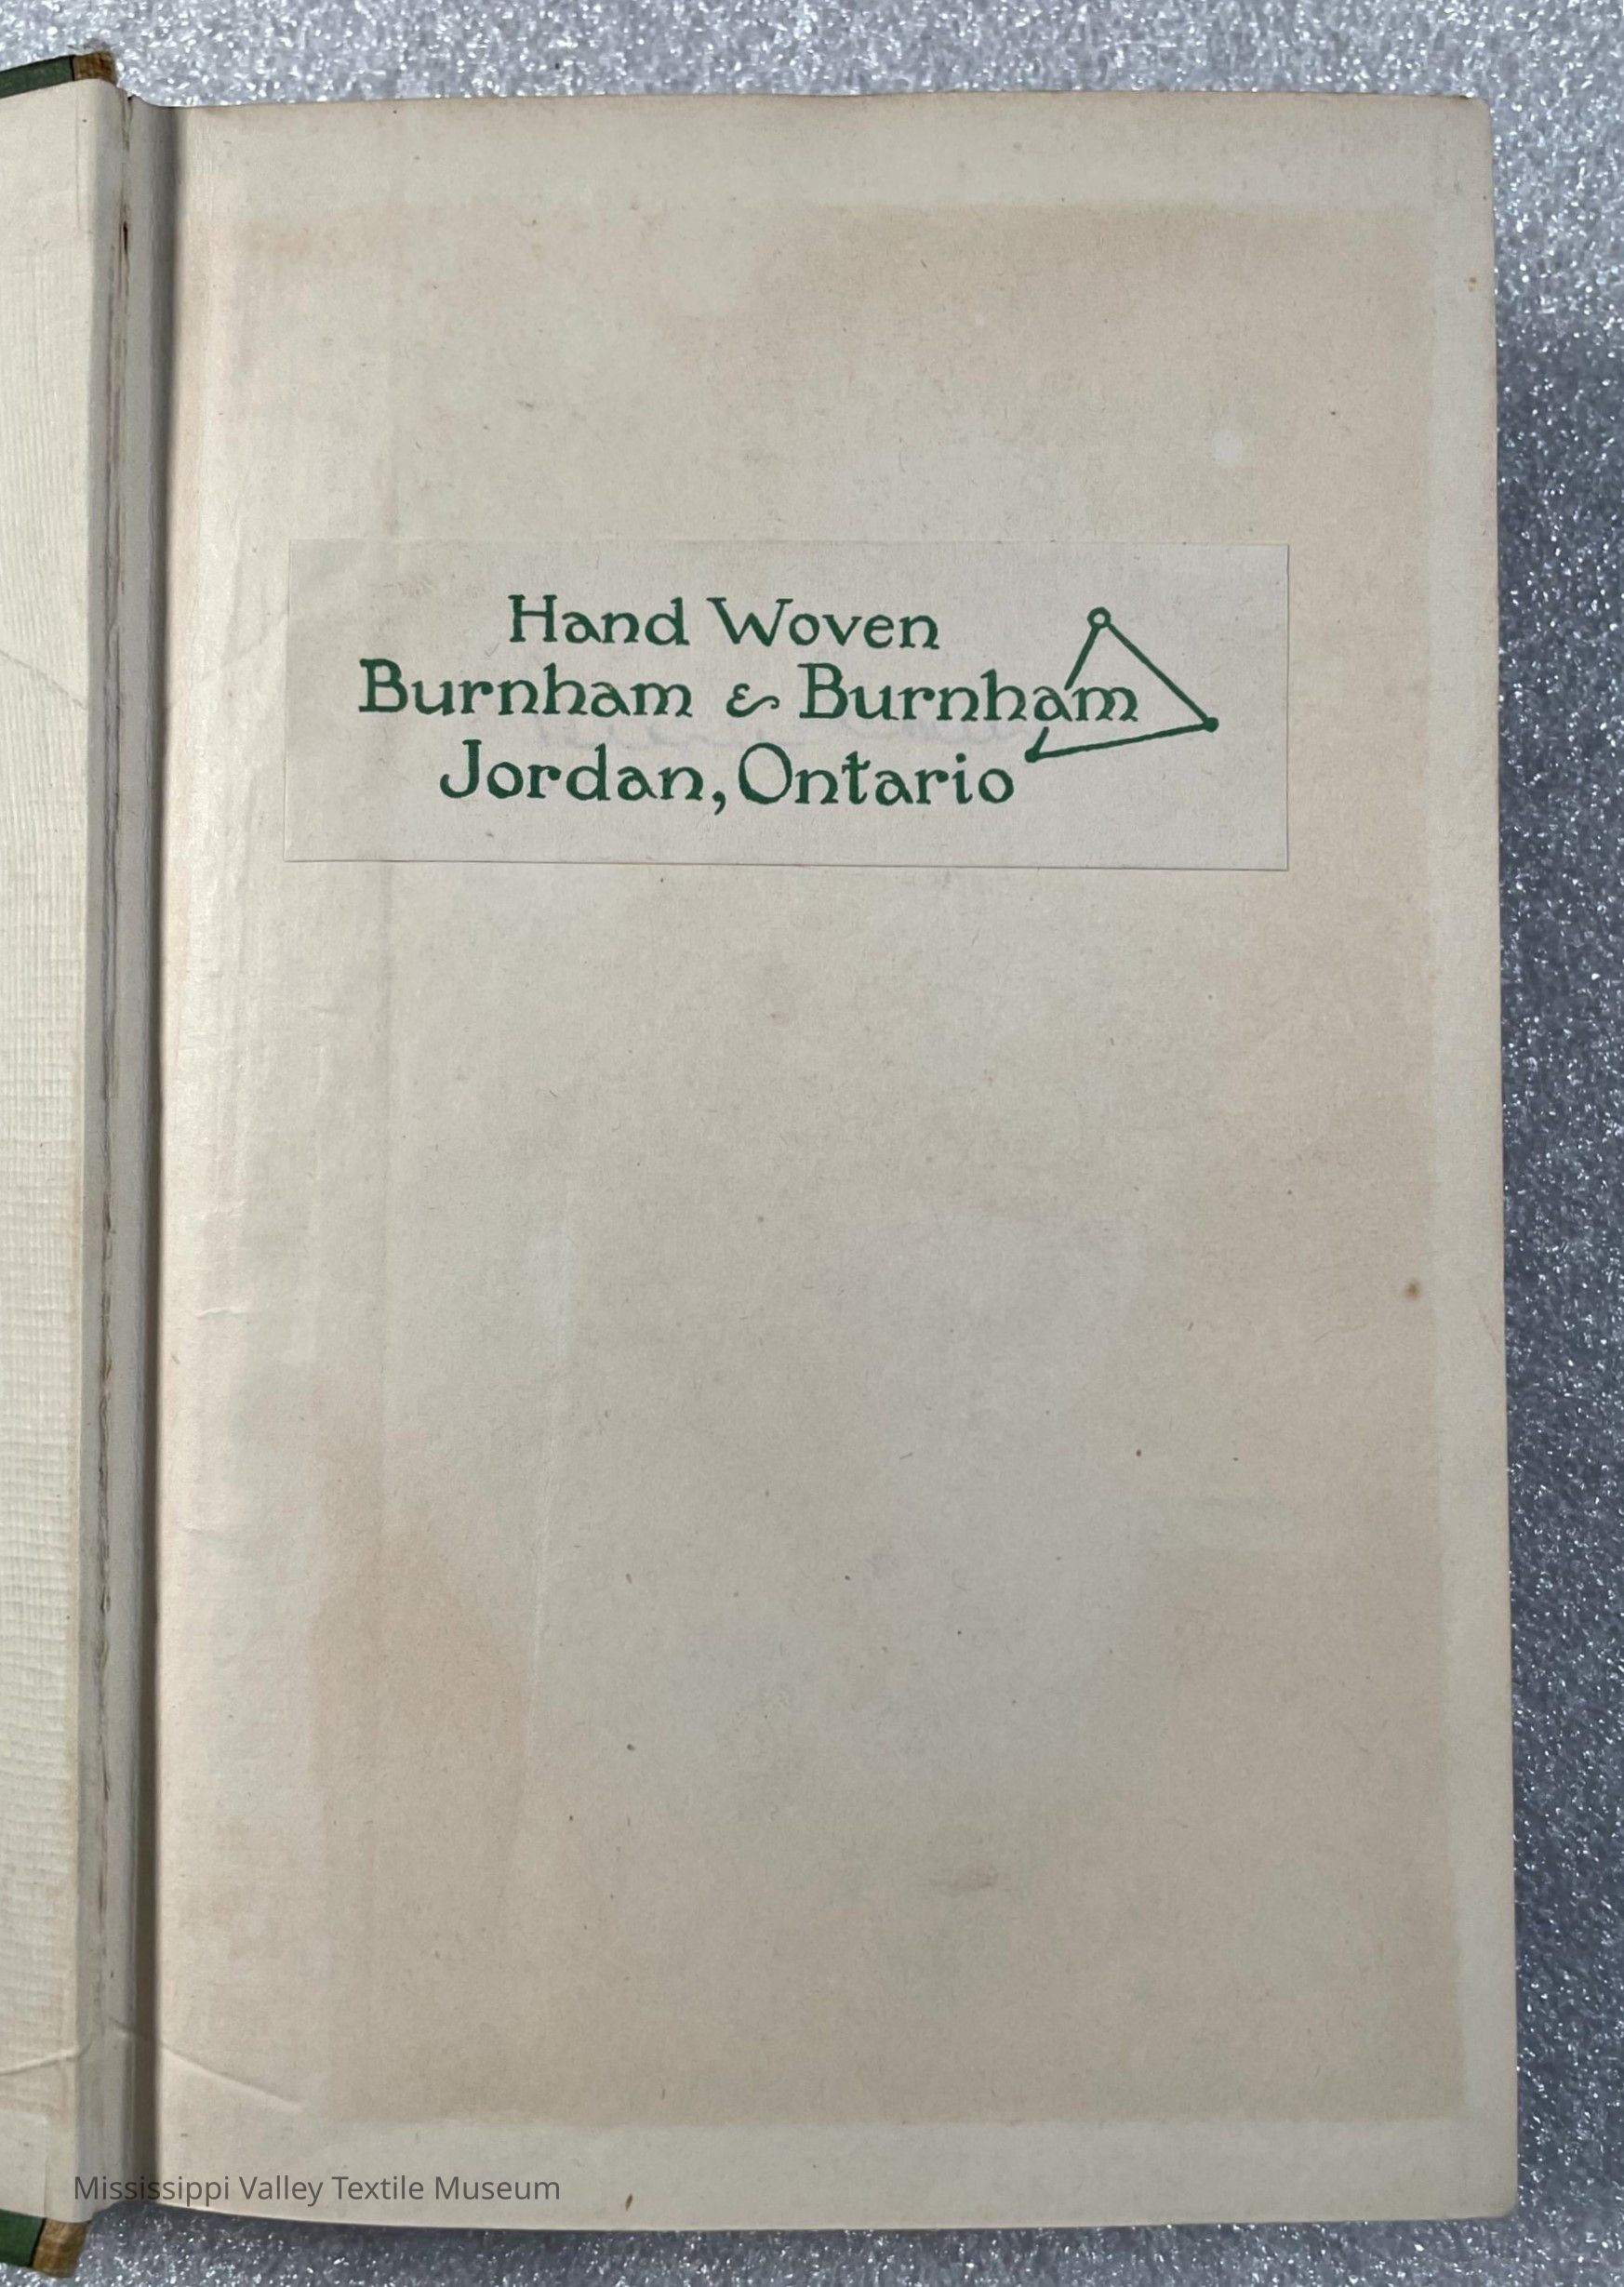 Hand Woven
Burnham & Burnham
Jordan, Ontario
Mississippi Valley Textile Museum